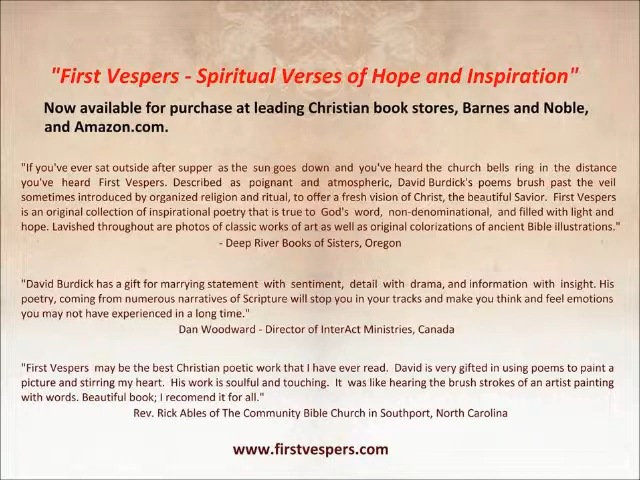 "First Vespers - Spiritual Verses of Hope and Inspiration"
Now available for purchase at leading Christian book stores, Barnes and Noble,
and Amazon.com.
"If you've ever sat outside after supper as the sun goes down and you've heard the church bells ring in the distance
you've heard First Vespers. Described as poignant and atmospheric, David Burdick's poems brush past the veil
sometimes introduced by organized religion and ritual, to offer a fresh vision of Christ, the beautiful Savior. First Vespers
is an original collection of inspirational poetry that is true to God's word, non-denominational, and filled with light and
hope. Lavished throughout are photos of classic works of art as well as original colorizations of ancient Bible illustrations."
- Deep River Books of Sisters, Oregon
"David Burdick has a gift for marrying statement with sentiment, detail with drama, and information with insight. His
poetry, coming from numerous narratives of Scripture will stop you in your tracks and make you think and feel emotions
you may not have experienced in a long time."
Dan Woodward - Director of InterAct Ministries, Canada
"First Vespers may be the best Christian poetic work that I have ever read. David is very gifted in using poems to paint a
picture and stirring my heart. His work is soulful and touching. It was like hearing the brush strokes of an artist painting
with words. Beautiful book; I recomend it for all."
Rev. Rick Ables of The Community Bible Church in Southport, North Carolina
www.firstvespers.com